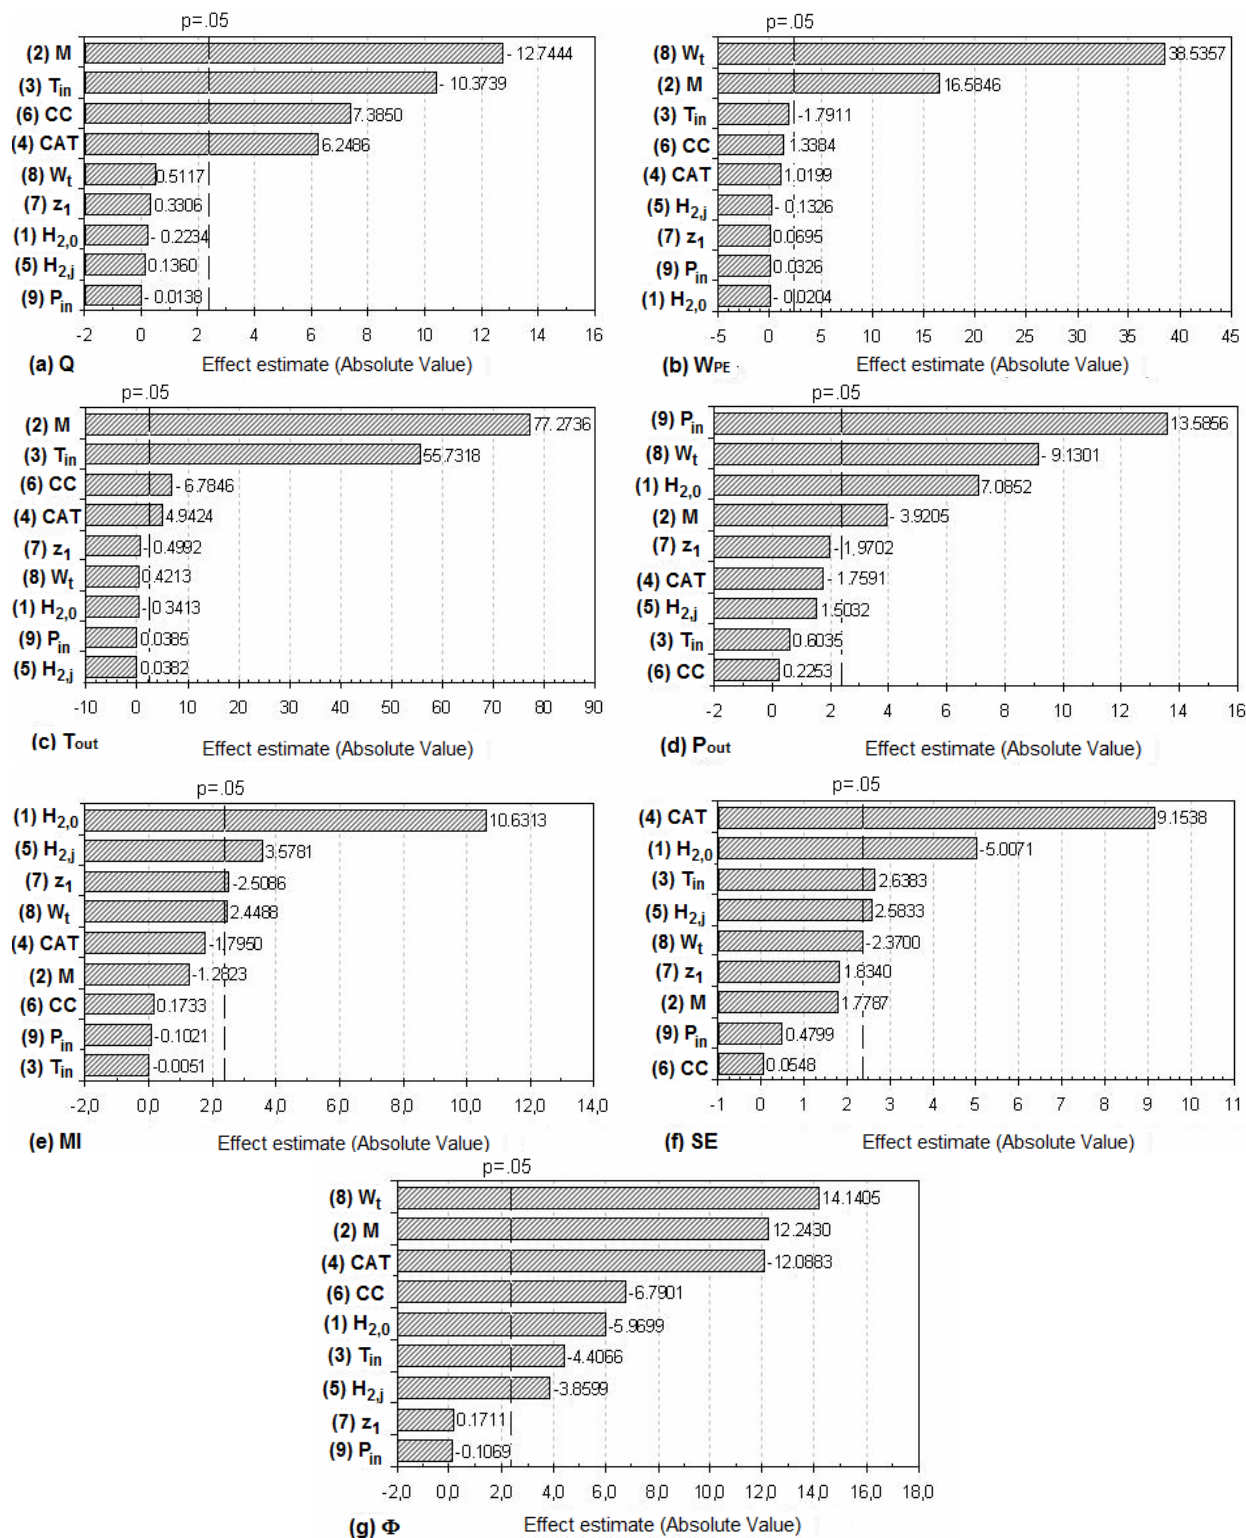 p=.05
(2) M - 12.7444
(3) Tin - 10.3739
(6) CC 7.3850
(4) CAT 6.2486
(8) Wt 0.5117
(7) z1 0.3306
(1) H2,0 - 0.2234
(5) H2,j 0.1360
(9) Pin - 0.0138
-2 0 2 4 6 8 10 12 14 16
(a) Q Effect estimate (Absolute Value)
p=.05
(8) Wt 38.5357
(2) M 16.5846
(3) Tin -1.7911
(6) CC 1.3384
(4) CAT 1.0199
(5) H2,j - 0.1326
(7) z1 0.0695
(9) Pin 0.0326
(1) H2,0 - 0.0204
-5 0 5 10 15 20 25 30 35 40 45
(b) WPE Effect estimate (Absolute Value)
p=.05
(2) M 77.2736
(3) Tin 55.7318
(6) CC - 6.7846
(4) CAT 4.9424
(7) z1 - 0.4992
(8) Wt 0.4213
(1) H2,0 - 0.3413
(9) Pin 0.0385
(5) H2,j 0.0382
-10 0 10 20 30 40 50 60 70 80 90
(c) Tout Effect estimate (Absolute Value)
p=.05
(9) Pin 13.5856
(8) Wt - 9.1301
(1) H2,0 7.0852
(2) M - 3.9205
(7) z1 - 1.9702
(4) CAT - 1.7591
(5) H2,j 1.5032
(3) Tin 0.6035
(6) CC 0.2253
-2 0 2 4 6 8 10 12 14 16
(d) Pout Effect estimate (Absolute Value)
p=.05
(1) H2,0 10.6313
(5) H2,j 3.5781
(7) z1 -2.5086
(8) Wt 2.4488
(4) CAT -1.7950
(2) M -1.2823
(6) CC 0.1733
(9) Pin -0.1021
(3) Tin -0.0051
-2,0 0,0 2,0 4,0 6,0 8,0 10,0 12,0 14,0
(e) MI Effect estimate (Absolute Value)
p=.05
(4) CAT 9.1538
(1) H2,0 -5.0071
(3) Tin 2.6383
(5) H2,j 2.5833
(8) Wt -2.3700
(7) z1 1.8340
(2) M 1.7787
(9) Pin 0.4799
(6) CC 0.0548
-1 0 1 2 3 4 5 6 7 8 9 10 11
(f) SE Effect estimate (Absolute Value)
p=.05
(8) Wt 14.1405
(2) M 12.2430
(4) CAT -12.0883
(6) CC -6.7901
(1) H2,0 -5.9699
(3) Tin -4.4066
(5) H2,j -3.8599
(7) z1 0.1711
(9) Pin -0.1069
-2,0 0,0 2,0 4,0 6,0 8,0 10,0 12,0 14,0 16,0 18,0
(g) Φ Effect estimate (Absolute Value)